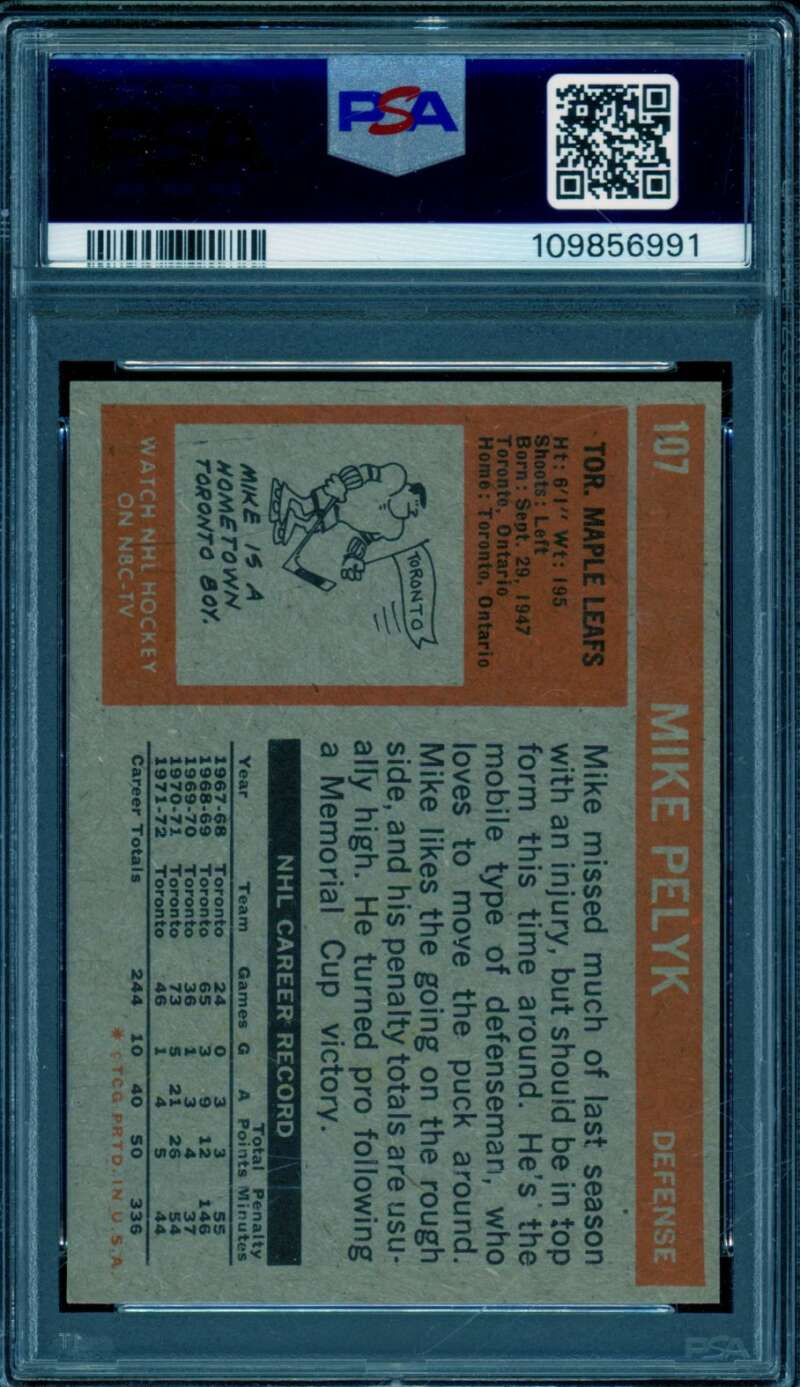 PSA
109856991
107 MIKE PELYK DEFENSE
TOR. MAPLE LEAFS
Ht: 6'1" Wt: 195
Shoots: Left
Born: Sept. 29, 1947
Toronto, Ontario
Home: Toronto, Ontario
TORONTO
MIKE IS A
HOMETOWN
TORONTO BOY.
WATCH NHL HOCKEY
ON NBC-TV
Mike missed much of last season
with an injury, but should be in top
form this time around. He's the
mobile type of defenseman, who
loves to move the puck around.
Mike likes the going on the rough
side, and his penalty totals are usu-
ally high. He turned pro following
a Memorial Cup victory.
NHL CAREER RECORD
Total Penalty
Year Team Games G A Points Minutes
1967-68 Toronto 24 0 3 3 55
1968-69 Toronto 65 3 9 12 146
1969-70 Toronto 36 1 3 4 37
1970-71 Toronto 73 5 21 26 54
1971-72 Toronto 46 1 4 5 44
Career Totals 244 10 40 50 336
* ©TCG PRTD. IN U.S.A.
PSA